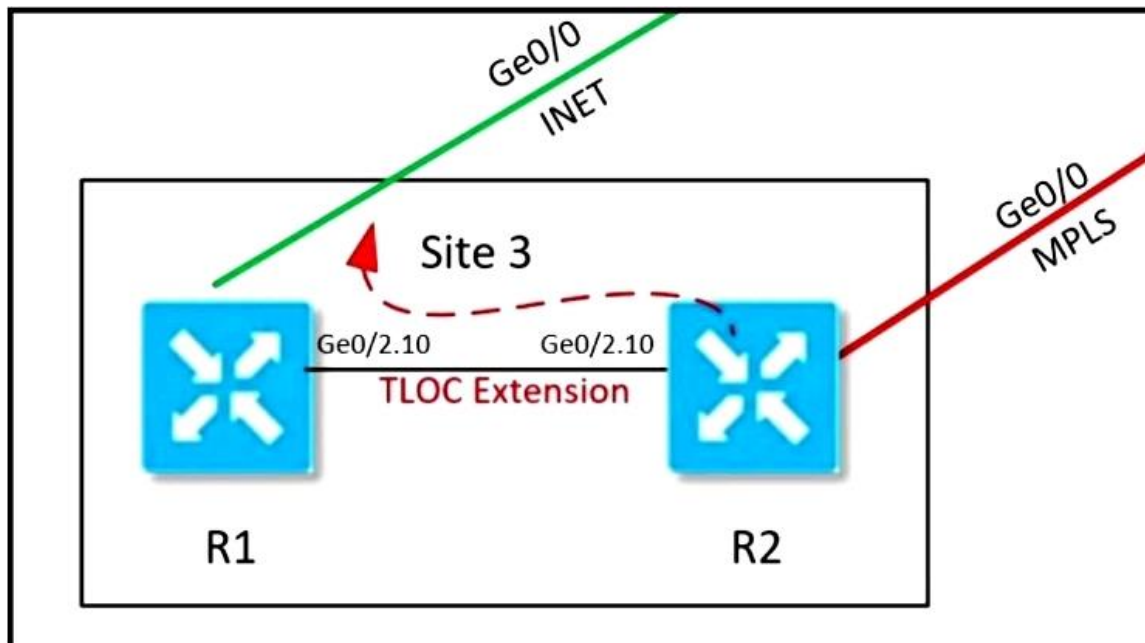 Ge0/0
INET
Ge0/0
MPLS
Site 3
Ge0/2.10
Ge0/2.10
TLOC Extension
R1
R2